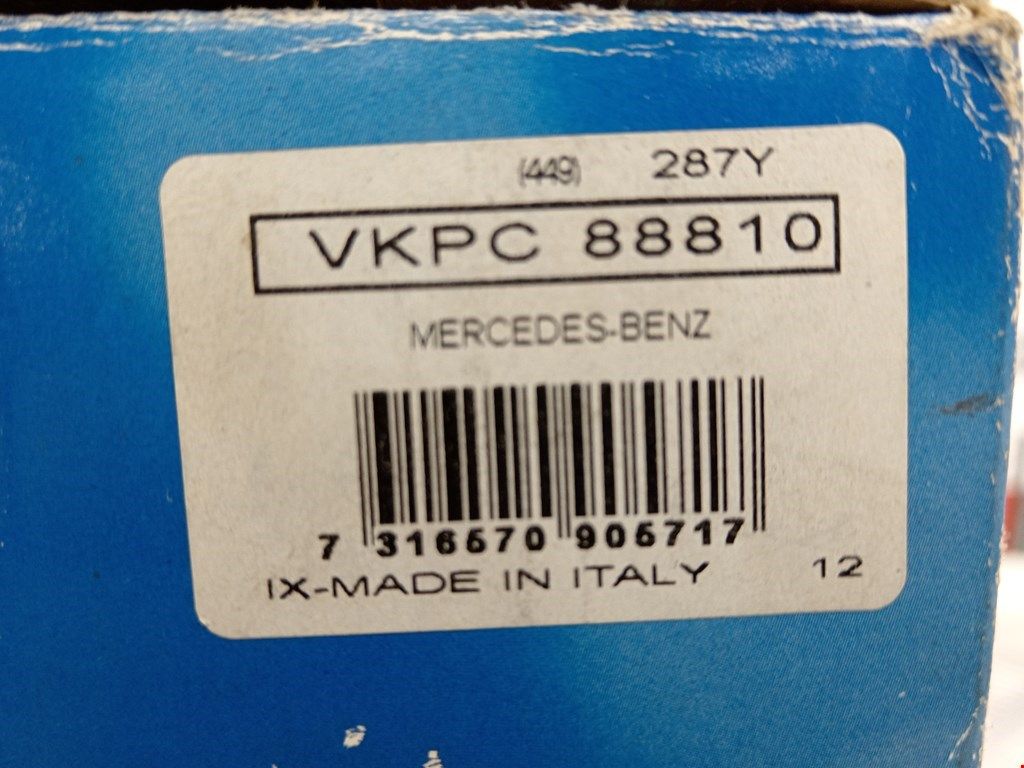 (449) 287Y
VKPC 88810
MERCEDES-BENZ
7 316570 905717
IX-MADE IN ITALY 12